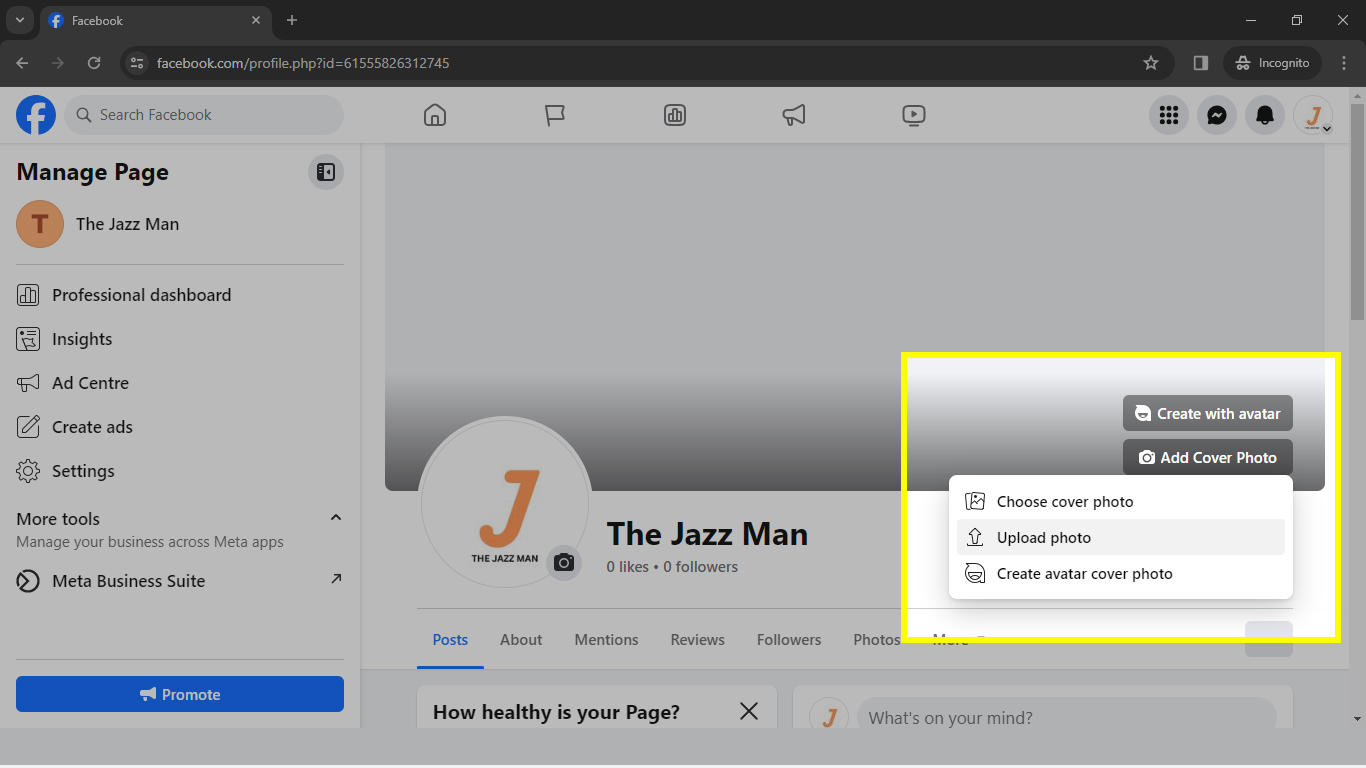 Facebook
facebook.com/profile.php?id=61555826312745
Incognito
Search Facebook
J
Manage Page
T
The Jazz Man
Professional dashboard
Insights
Ad Centre
Create ads
Settings
More tools
Manage your business across Meta apps
Meta Business Suite
Promote
Create with avatar
Add Cover Photo
Choose cover photo
Upload photo
Create avatar cover photo
J
THE JAZZ MAN
The Jazz Man
0 likes • 0 followers
Posts
About
Mentions
Reviews
Followers
Photos
More
How healthy is your Page?
J
What's on your mind?